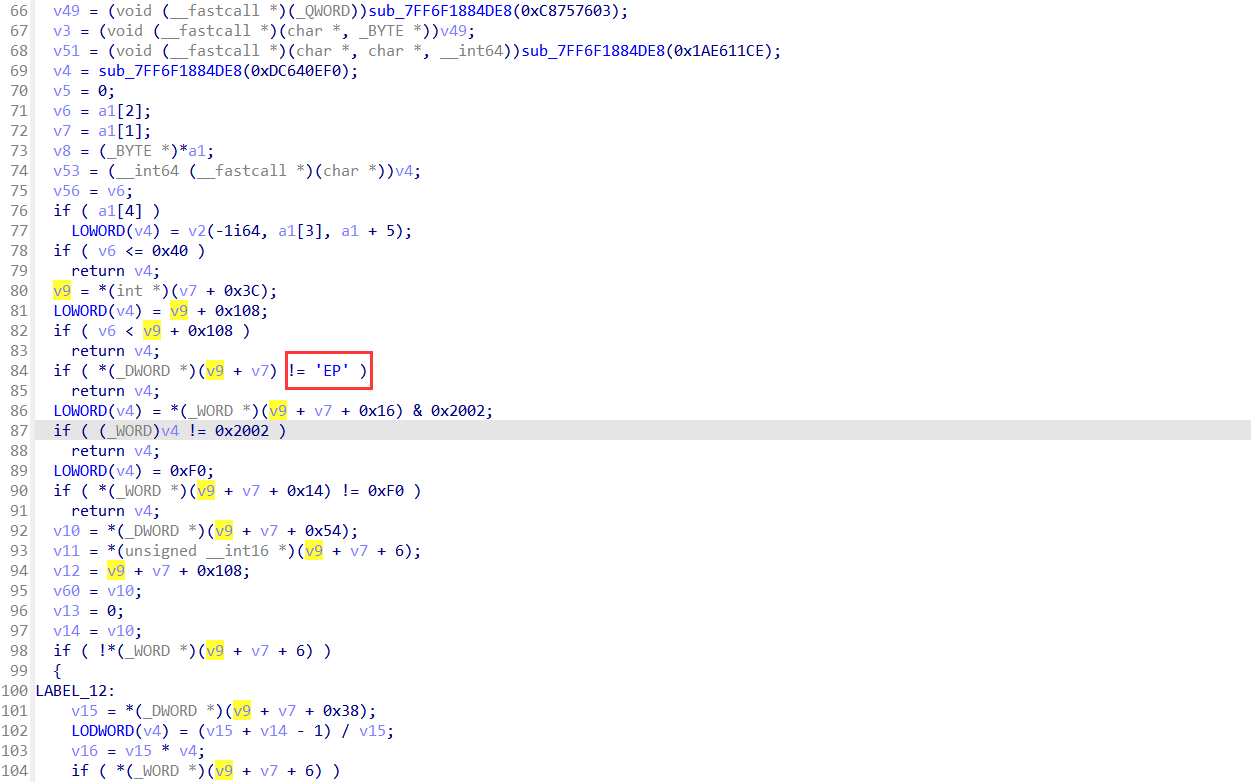 66 v49 = (void (__fastcall *)(_QWORD))sub_7FF6F1884DE8(0xC8757603);
67 v3 = (void (__fastcall *)(char *, _BYTE *))v49;
68 v51 = (void (__fastcall *)(char *, char *, __int64))sub_7FF6F1884DE8(0x1AE611CE);
69 v4 = sub_7FF6F1884DE8(0xDC640EF0);
70 v5 = 0;
71 v6 = a1[2];
72 v7 = a1[1];
73 v8 = (_BYTE *)*a1;
74 v53 = (__int64 (__fastcall *)(char *))v4;
75 v56 = v6;
76 if ( a1[4] )
77 LOWORD(v4) = v2(-1i64, a1[3], a1 + 5);
78 if ( v6 <= 0x40 )
79 return v4;
80 v9 = *(int *)(v7 + 0x3C);
81 LOWORD(v4) = v9 + 0x108;
82 if ( v6 < v9 + 0x108 )
83 return v4;
84 if ( *(_DWORD *)(v9 + v7) != 'EP' )
85 return v4;
86 LOWORD(v4) = *(_WORD *)(v9 + v7 + 0x16) & 0x2002;
87 if ( (_WORD)v4 != 0x2002 )
88 return v4;
89 LOWORD(v4) = 0xF0;
90 if ( *(_WORD *)(v9 + v7 + 0x14) != 0xF0 )
91 return v4;
92 v10 = *(_DWORD *)(v9 + v7 + 0x54);
93 v11 = *(unsigned __int16 *)(v9 + v7 + 6);
94 v12 = v9 + v7 + 0x108;
95 v60 = v10;
96 v13 = 0;
97 v14 = v10;
98 if ( !*(_WORD *)(v9 + v7 + 6) )
99 {
100 LABEL_12:
101 v15 = *(_DWORD *)(v9 + v7 + 0x38);
102 LODWORD(v4) = (v15 + v14 - 1) / v15;
103 v16 = v15 * v4;
104 if ( *(_WORD *)(v9 + v7 + 6) )